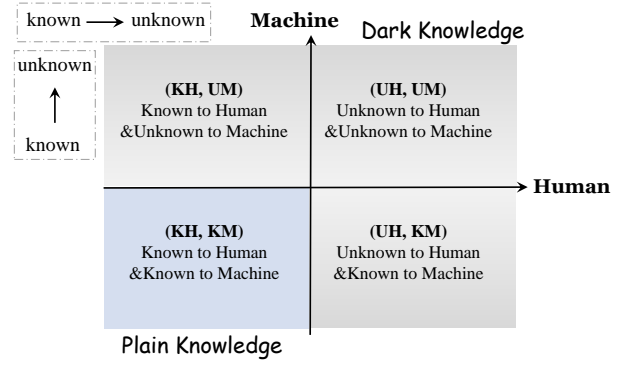 known → unknown
Machine
Dark Knowledge
unknown
↑
known
(KH, UM)
Known to Human
&Unknown to Machine
(UH, UM)
Unknown to Human
&Unknown to Machine
Human
(KH, KM)
Known to Human
&Known to Machine
(UH, KM)
Unknown to Human
&Known to Machine
Plain Knowledge